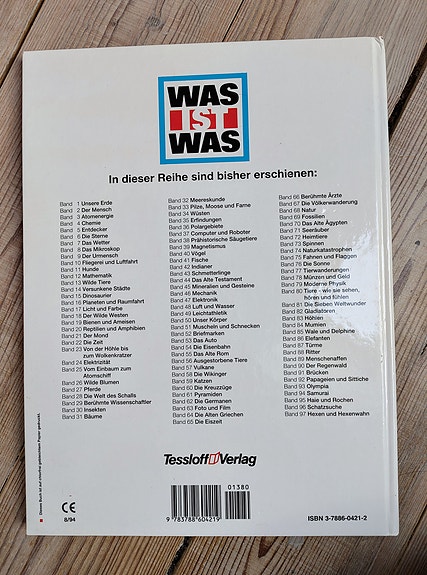 WAS
IST
WAS
In dieser Reihe sind bisher erschienen:
Band 1 Unsere Erde
Band 2 Der Mensch
Band 3 Atomenergie
Band 4 Chemie
Band 5 Entdecker
Band 6 Die Sterne
Band 7 Das Wetter
Band 8 Das Mikroskop
Band 9 Der Urmensch
Band 10 Fliegerei und Luftfahrt
Band 11 Hunde
Band 12 Mathematik
Band 13 Wilde Tiere
Band 14 Versunkene Städte
Band 15 Dinosaurier
Band 16 Planeten und Raumfahrt
Band 17 Licht und Farbe
Band 18 Der Wilde Westen
Band 19 Bienen und Ameisen
Band 20 Reptilien und Amphibien
Band 21 Der Mond
Band 22 Die Zeit
Band 23 Von der Höhle bis
zum Wolkenkratzer
Band 24 Elektrizität
Band 25 Vom Einbaum zum
Atomschiff
Band 26 Wilde Blumen
Band 27 Pferde
Band 28 Die Welt des Schalls
Band 29 Berühmte Wissenschaftler
Band 30 Insekten
Band 31 Bäume
Band 32 Meereskunde
Band 33 Pilze, Moose und Farne
Band 34 Wüsten
Band 35 Erfindungen
Band 36 Polargebiete
Band 37 Computer und Roboter
Band 38 Prähistorische Säugetiere
Band 39 Magnetismus
Band 40 Vögel
Band 41 Fische
Band 42 Indianer
Band 43 Schmetterlinge
Band 44 Das Alte Testament
Band 45 Mineralien und Gesteine
Band 46 Mechanik
Band 47 Elektronik
Band 48 Luft und Wasser
Band 49 Leichtathletik
Band 50 Unser Körper
Band 51 Muscheln und Schnecken
Band 52 Briefmarken
Band 53 Das Auto
Band 54 Die Eisenbahn
Band 55 Das Alte Rom
Band 56 Ausgestorbene Tiere
Band 57 Vulkane
Band 58 Die Wikinger
Band 59 Katzen
Band 60 Die Kreuzzüge
Band 61 Pyramiden
Band 62 Die Germanen
Band 63 Foto und Film
Band 64 Die Alten Griechen
Band 65 Die Eiszeit
Band 66 Berühmte Ärzte
Band 67 Die Völkerwanderung
Band 68 Natur
Band 69 Fossilien
Band 70 Das Alte Ägypten
Band 71 Seeräuber
Band 72 Heimtiere
Band 73 Spinnen
Band 74 Naturkatastrophen
Band 75 Fahnen und Flaggen
Band 76 Die Sonne
Band 77 Tierwanderungen
Band 78 Münzen und Geld
Band 79 Moderne Physik
Band 80 Tiere - wie sie sehen,
hören und fühlen
Band 81 Die Sieben Weltwunder
Band 82 Gladiatoren
Band 83 Höhlen
Band 84 Mumien
Band 85 Wale und Delphine
Band 86 Elefanten
Band 87 Türme
Band 88 Ritter
Band 89 Menschenaffen
Band 90 Der Regenwald
Band 91 Brücken
Band 92 Papageien und Sittiche
Band 93 Olympia
Band 94 Samurai
Band 95 Haie und Rochen
Band 96 Schatzsuche
Band 97 Hexen und Hexenwahn
Tessloff Verlag
Dieses Buch ist auf chlorfrei gebleichtem Papier gedruckt.
CE
8/94
01380
9 783788 604219
ISBN 3-7886-0421-2